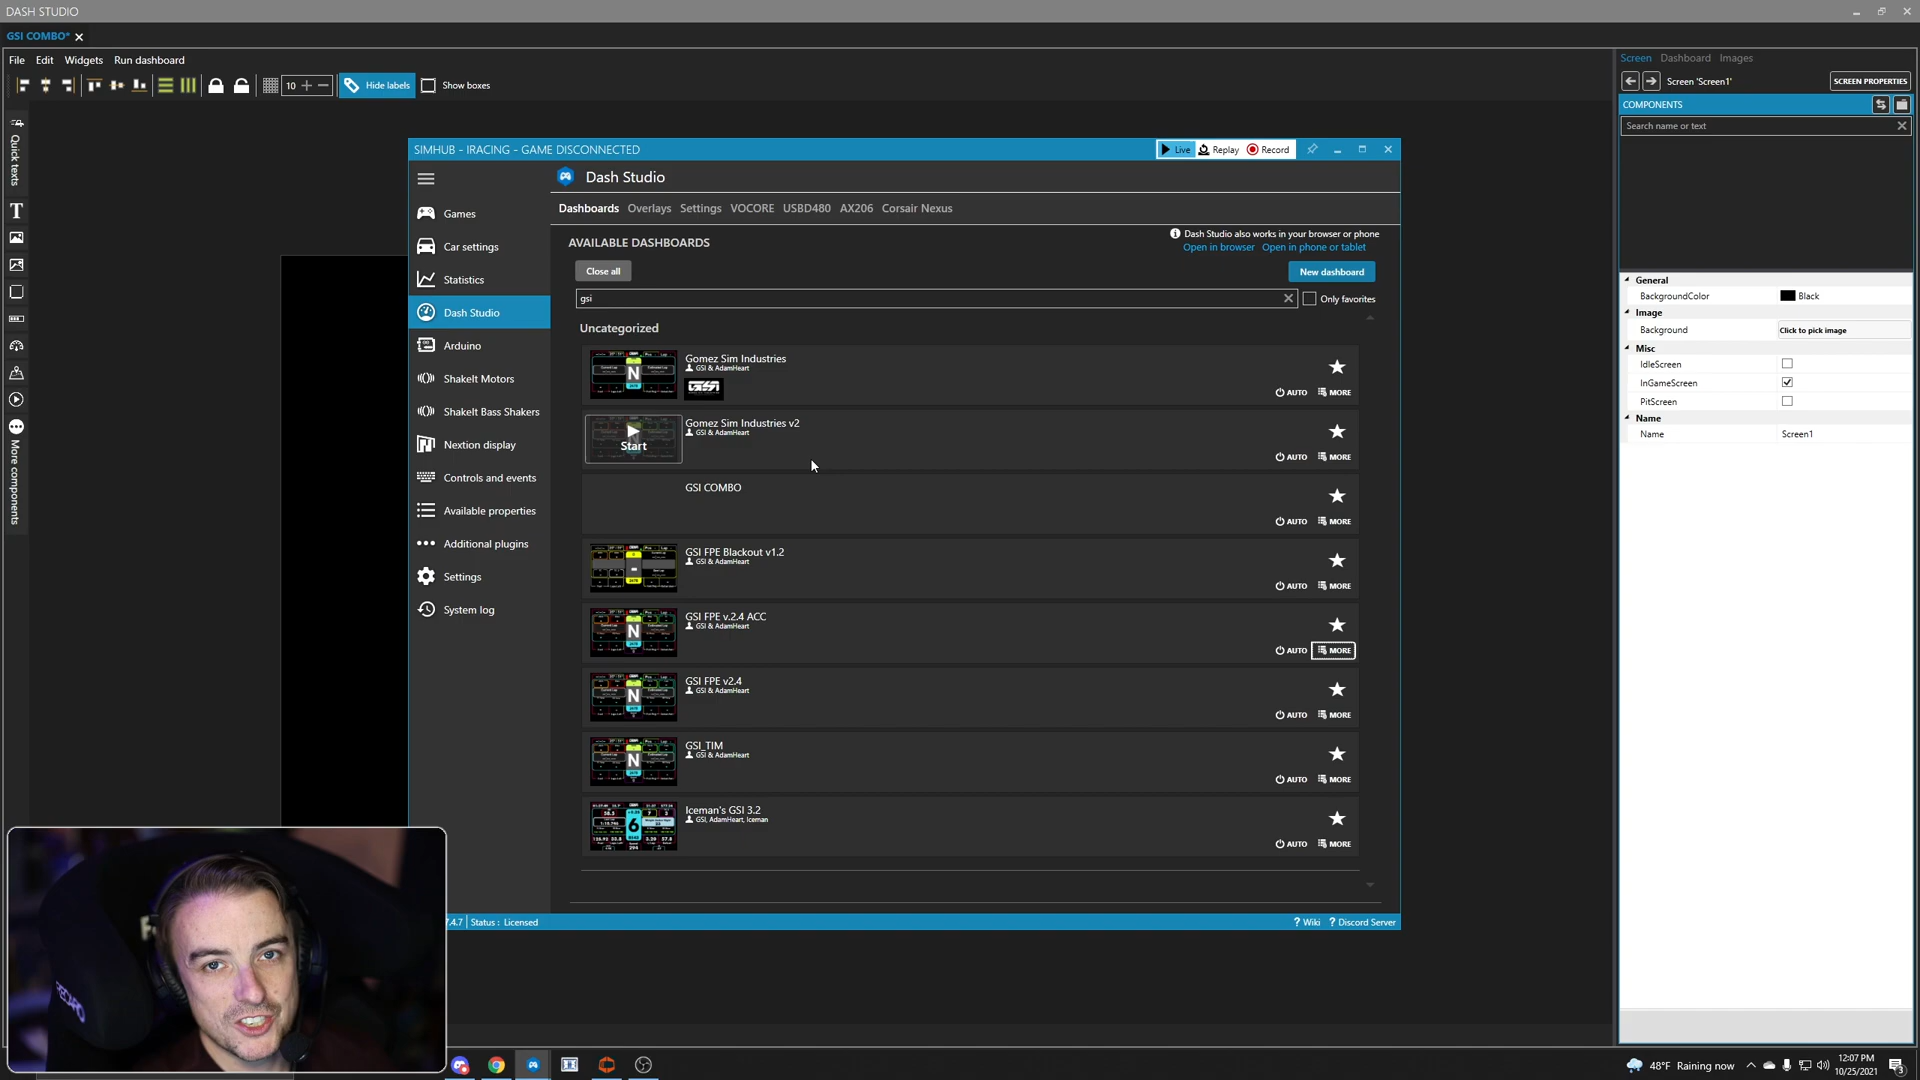 DASH STUDIO
GSI COMBO*
File Edit Widgets Run dashboard
10 Hide labels Show boxes
Quick texts
More components
SIMHUB - IRACING - GAME DISCONNECTED
Live Replay Record
Games
Car settings
Statistics
Dash Studio
Arduino
ShakeIt Motors
ShakeIt Bass Shakers
Nextion display
Controls and events
Available properties
Additional plugins
Settings
System log
Dash Studio
Dashboards Overlays Settings VOCORE USBD480 AX206 Corsair Nexus
AVAILABLE DASHBOARDS
Dash Studio also works in your browser or phone
Open in browser Open in phone or tablet
Close all
New dashboard
gsi
Only favorites
Uncategorized
Gomez Sim Industries
GSI & AdamHeart
GSI
N
AUTO MORE
Gomez Sim Industries v2
GSI & AdamHeart
Start
AUTO MORE
GSI COMBO
AUTO MORE
GSI FPE Blackout v1.2
GSI & AdamHeart
AUTO MORE
GSI FPE v.2.4 ACC
GSI & AdamHeart
N
AUTO MORE
GSI FPE v2.4
GSI & AdamHeart
N
AUTO MORE
GSI_TIM
GSI & AdamHeart
N
AUTO MORE
Iceman's GSI 3.2
GSI, AdamHeart, Iceman
6
AUTO MORE
7.4.7 Status : Licensed
? Wiki ? Discord Server
Screen Dashboard Images
Screen 'Screen1'
SCREEN PROPERTIES
COMPONENTS
Search name or text
General
BackgroundColor Black
Image
Background Click to pick image
Misc
IdleScreen
InGameScreen
PitScreen
Name
Name Screen1
RECARO
48°F Raining now
12:07 PM
10/25/2021
3